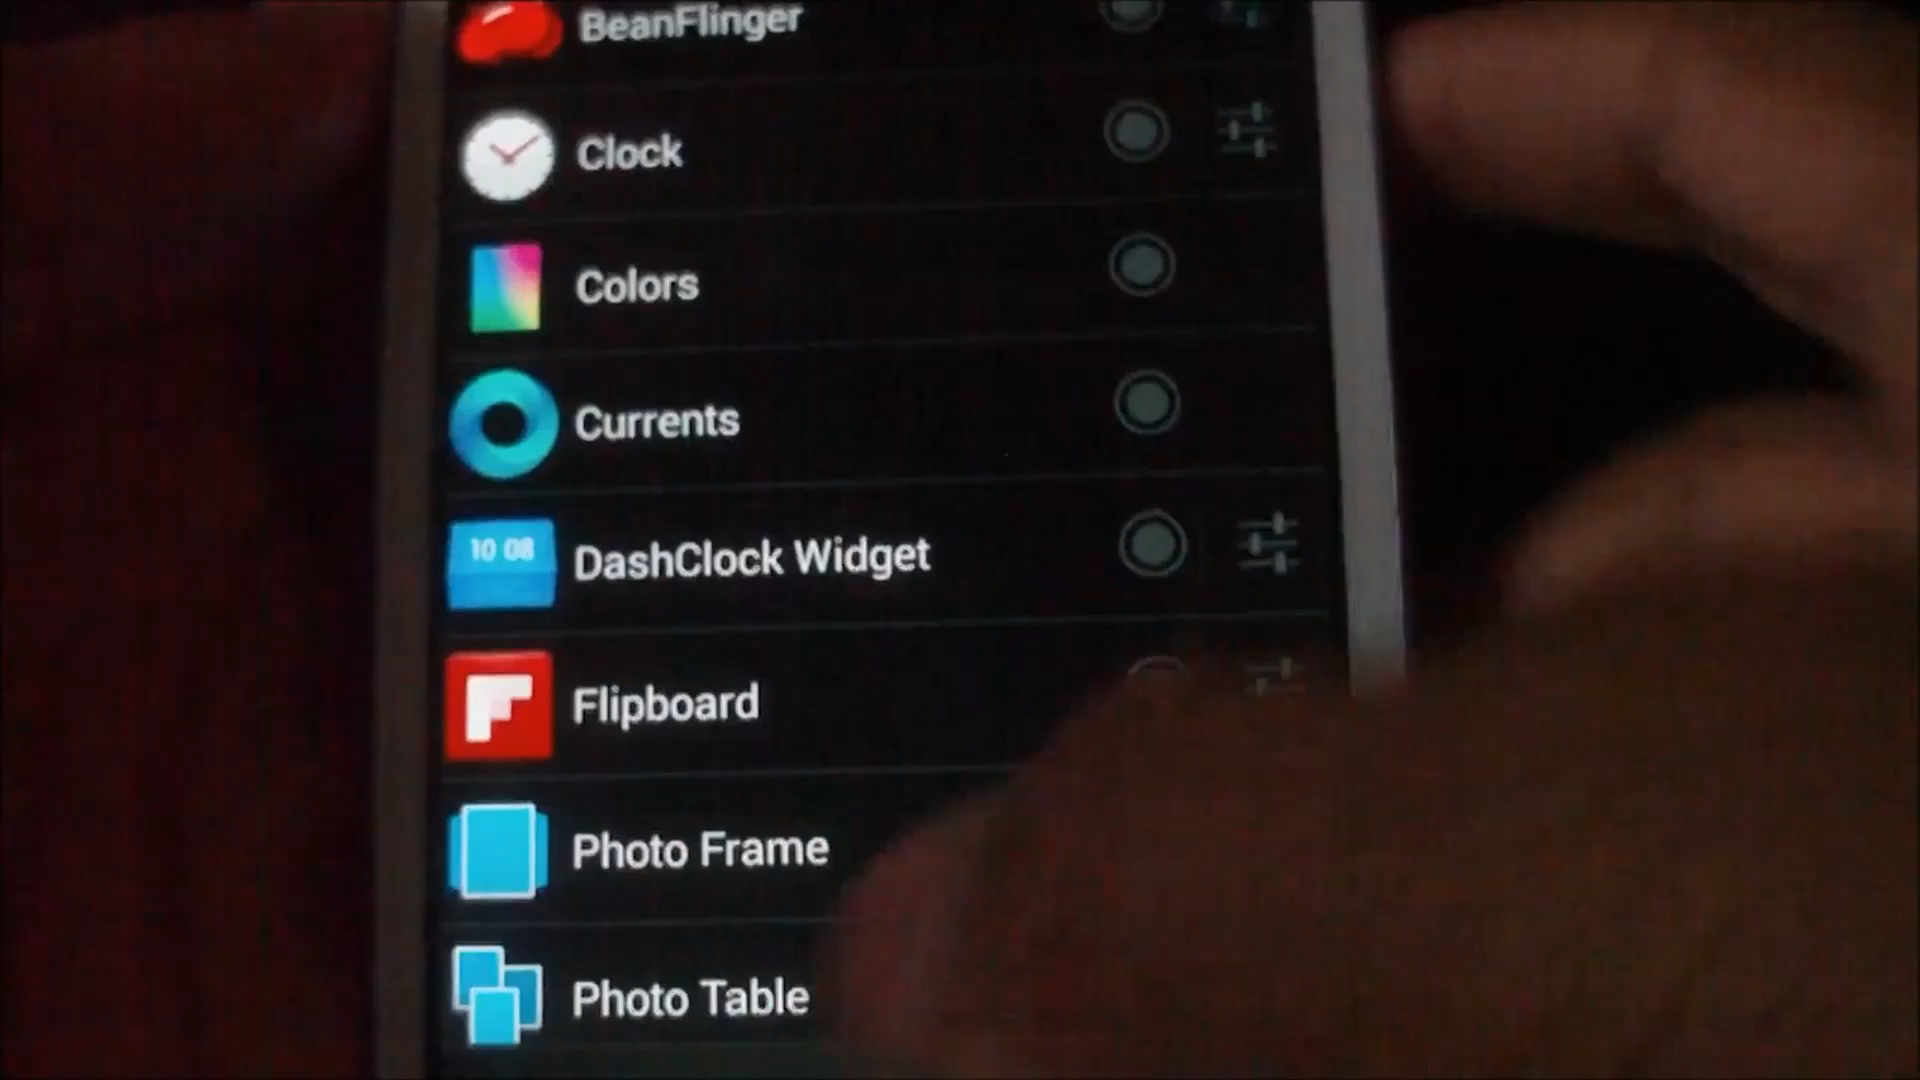 BeanFlinger
Clock
Colors
Currents
10 08
DashClock Widget
Flipboard
Photo Frame
Photo Table